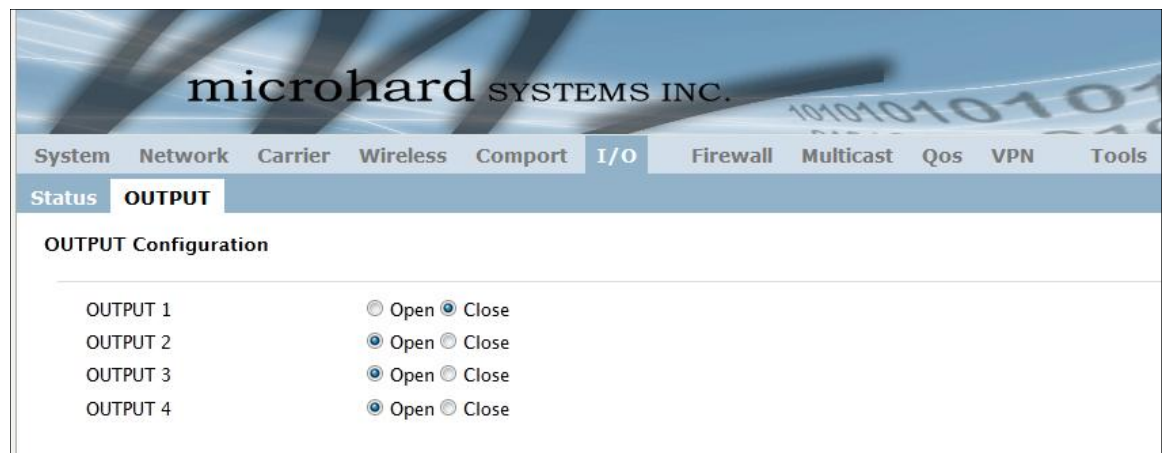 microhard SYSTEMS INC.
System Network Carrier Wireless Comport I/O Firewall Multicast Qos VPN Tools
Status OUTPUT
OUTPUT Configuration
OUTPUT 1 Open Close
OUTPUT 2 Open Close
OUTPUT 3 Open Close
OUTPUT 4 Open Close